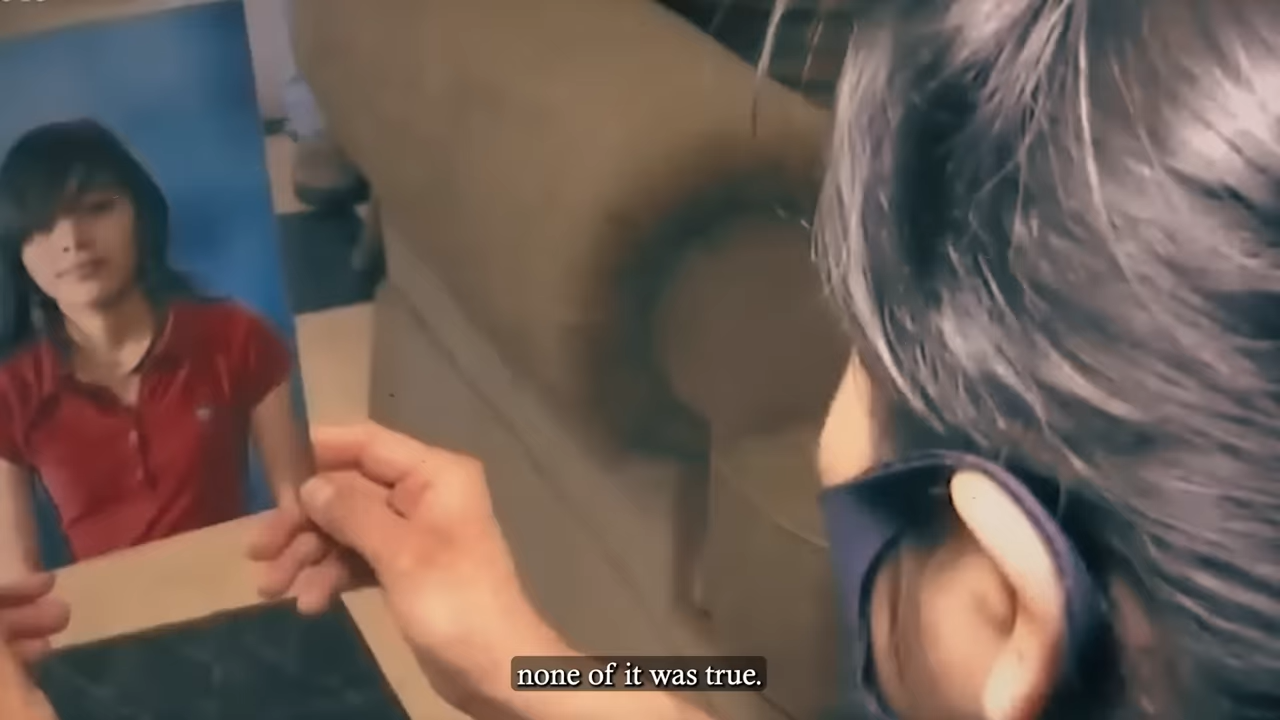 none of it was true.